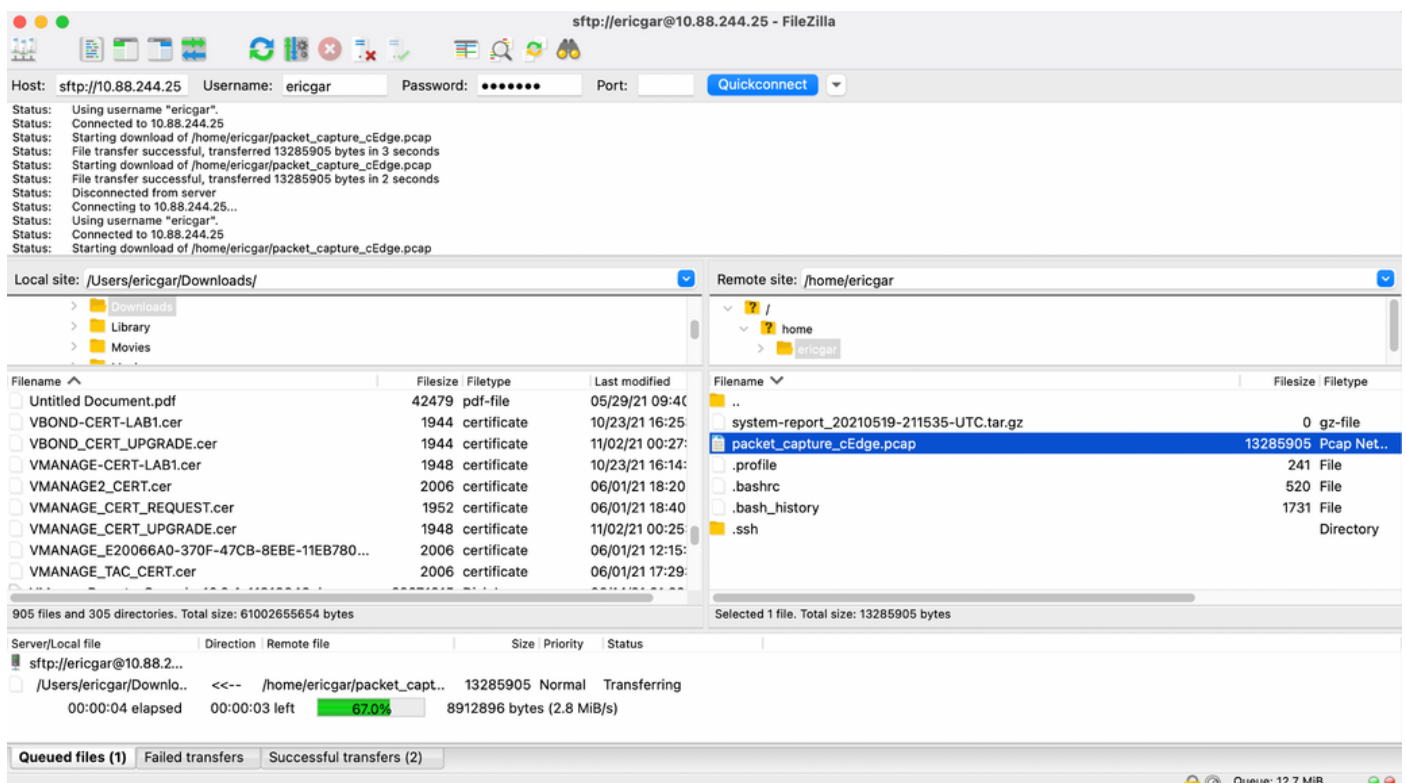 sftp://ericgar@10.88.244.25 - FileZilla
Host: sftp://10.88.244.25 Username: ericgar Password: ••••••• Port: Quickconnect
Status: Using username "ericgar".
Status: Connected to 10.88.244.25
Status: Starting download of /home/ericgar/packet_capture_cEdge.pcap
Status: File transfer successful, transferred 13285905 bytes in 3 seconds
Status: Starting download of /home/ericgar/packet_capture_cEdge.pcap
Status: File transfer successful, transferred 13285905 bytes in 2 seconds
Status: Disconnected from server
Status: Connecting to 10.88.244.25...
Status: Using username "ericgar".
Status: Connected to 10.88.244.25
Status: Starting download of /home/ericgar/packet_capture_cEdge.pcap
Local site: /Users/ericgar/Downloads/
Downloads
Library
Movies
Filename Filesize Filetype Last modified
Untitled Document.pdf 42479 pdf-file 05/29/21 09:40
VBOND-CERT-LAB1.cer 1944 certificate 10/23/21 16:25
VBOND_CERT_UPGRADE.cer 1944 certificate 11/02/21 00:27:
VMANAGE-CERT-LAB1.cer 1948 certificate 10/23/21 16:14:
VMANAGE2_CERT.cer 2006 certificate 06/01/21 18:20
VMANAGE_CERT_REQUEST.cer 1952 certificate 06/01/21 18:40
VMANAGE_CERT_UPGRADE.cer 1948 certificate 11/02/21 00:25
VMANAGE_E20066A0-370F-47CB-8EBE-11EB780... 2006 certificate 06/01/21 12:15:
VMANAGE_TAC_CERT.cer 2006 certificate 06/01/21 17:29
905 files and 305 directories. Total size: 61002655654 bytes
Remote site: /home/ericgar
/
home
ericgar
Filename Filesize Filetype
..
system-report_20210519-211535-UTC.tar.gz 0 gz-file
packet_capture_cEdge.pcap 13285905 Pcap Net...
.profile 241 File
.bashrc 520 File
.bash_history 1731 File
.ssh Directory
Selected 1 file. Total size: 13285905 bytes
Server/Local file Direction Remote file Size Priority Status
sftp://ericgar@10.88.2...
/Users/ericgar/Downlo.. <<-- /home/ericgar/packet_capt... 13285905 Normal Transferring
00:00:04 elapsed 00:00:03 left 67.0% 8912896 bytes (2.8 MiB/s)
Queued files (1) Failed transfers Successful transfers (2)
Queue: 12.7 MiB